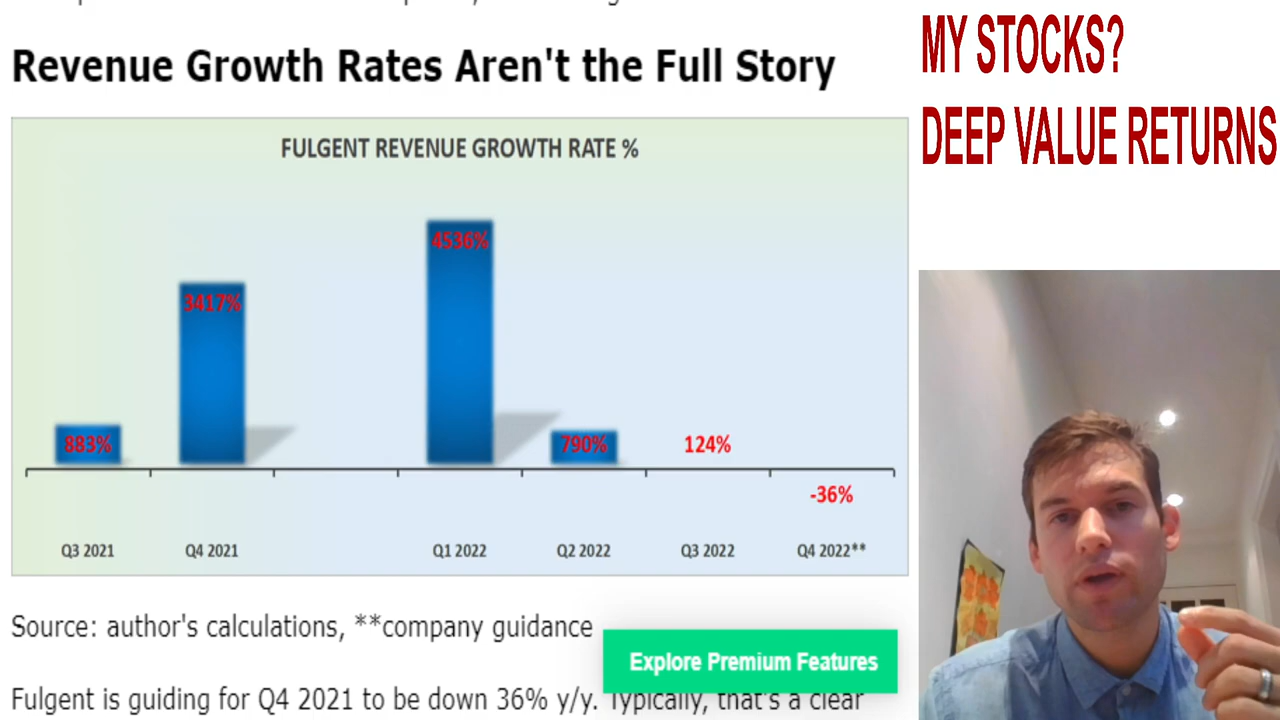 Revenue Growth Rates Aren't the Full Story
MY STOCKS?
DEEP VALUE RETURNS
FULGENT REVENUE GROWTH RATE %
4536%
3417%
883%
790%
124%
-36%
Q3 2021
Q4 2021
Q1 2022
Q2 2022
Q3 2022
Q4 2022**
Source: author's calculations, **company guidance
Explore Premium Features
Fulgent is guiding for Q4 2021 to be down 36% y/y. Typically, that's a clear